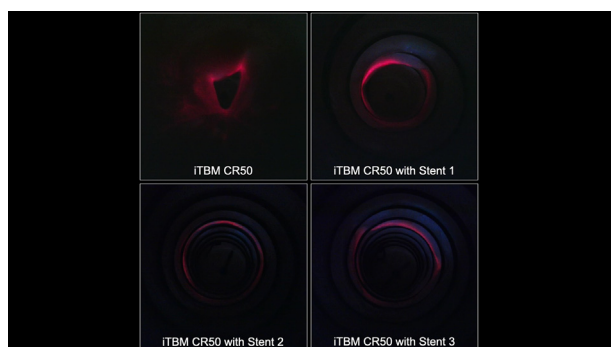 iTBM CR50
iTBM CR50 with Stent 1
iTBM CR50 with Stent 2
iTBM CR50 with Stent 3